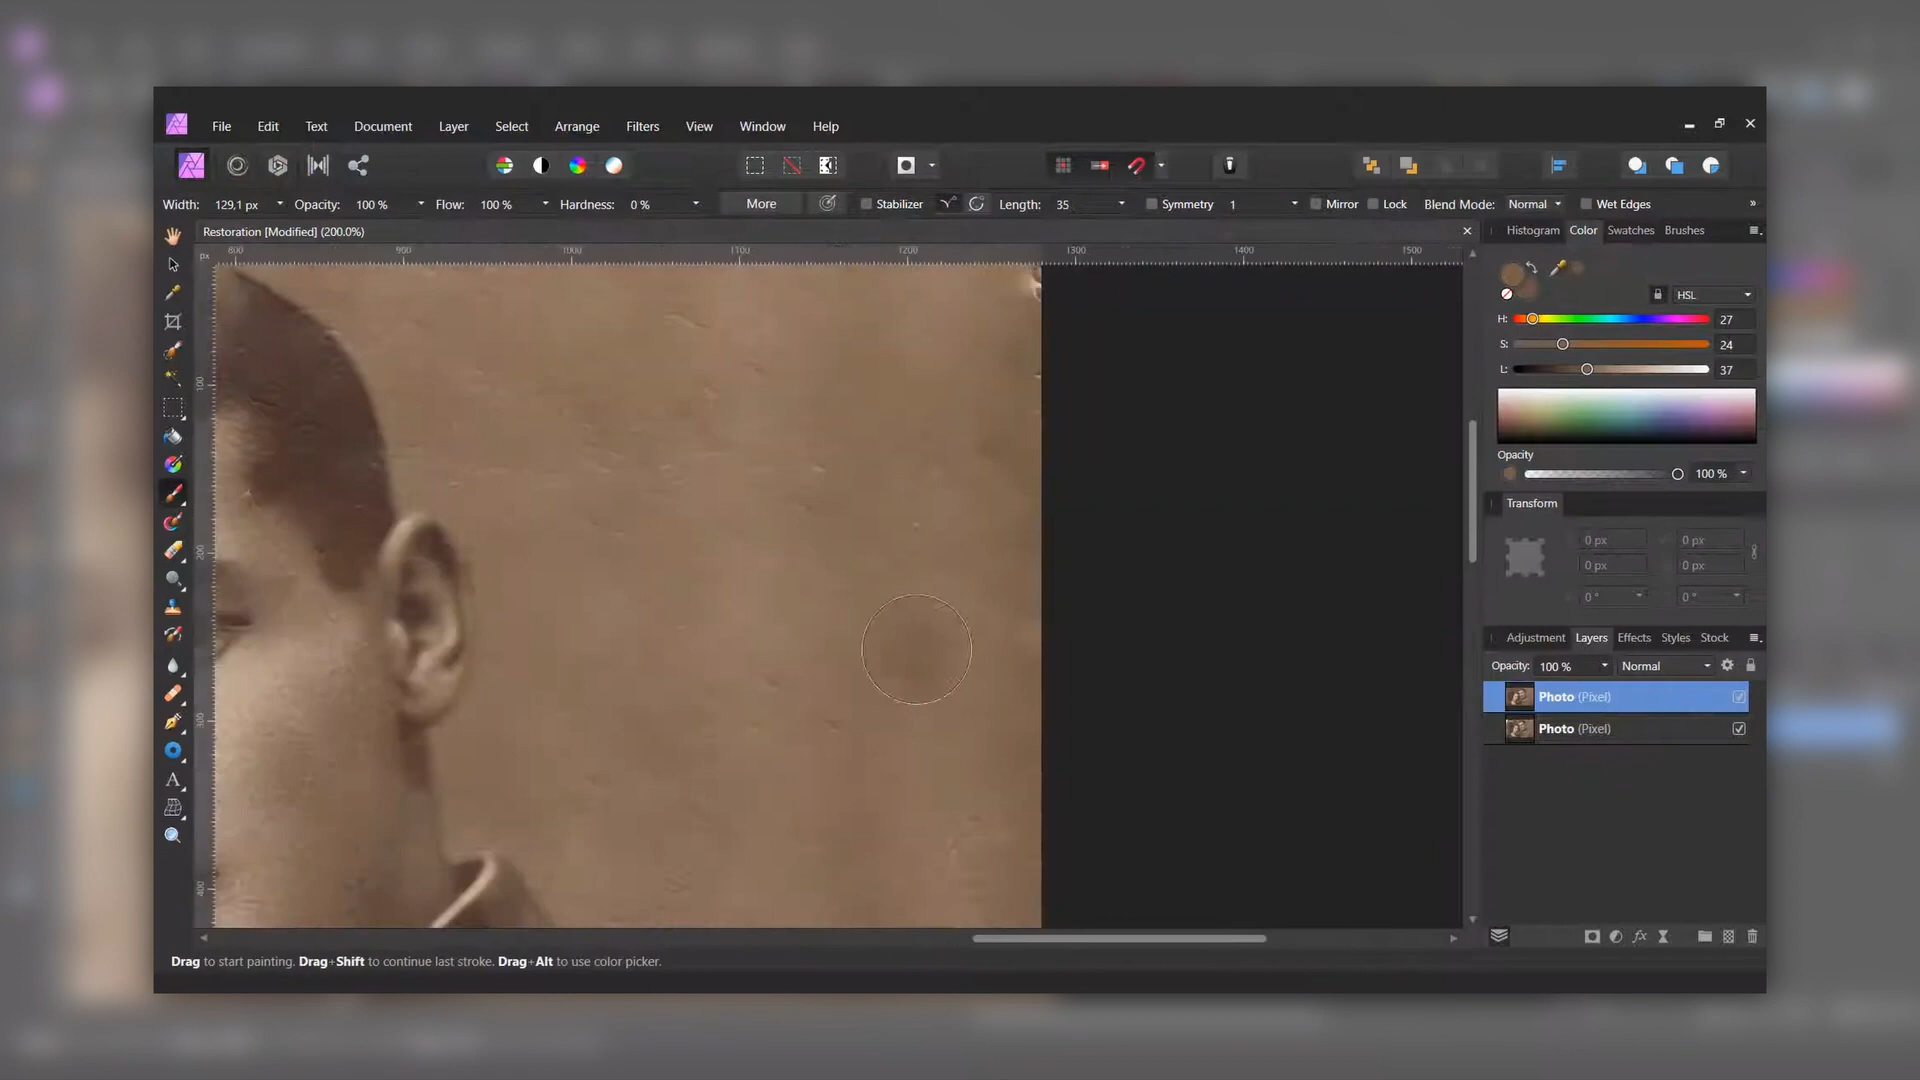 File Edit Text Document Layer Select Arrange Filters View Window Help
Width: 129,1 px Opacity: 100 % Flow: 100 % Hardness: 0 % More Stabilizer Length: 35 Symmetry 1 Mirror Lock Blend Mode: Normal Wet Edges »
Restoration [Modified] (200.0%)
Histogram Color Swatches Brushes
px 800 900 1000 1100 1200 1300 1400 1500
HSL
H: 27
S: 24
L: 37
100
Opacity
100 %
Transform
200
0 px 0 px
0 px 0 px
0 ° 0 °
Adjustment Layers Effects Styles Stock
Opacity: 100 % Normal
Photo (Pixel)
300
Photo (Pixel)
A
400
Drag to start painting. Drag+Shift to continue last stroke. Drag+Alt to use color picker.